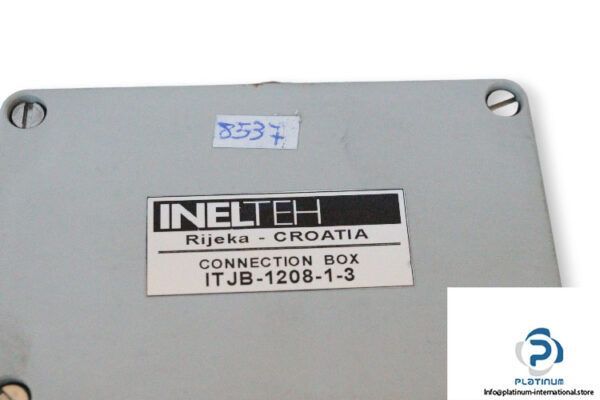 8537
INELTEH
Rijeka - CROATIA
CONNECTION BOX
ITJB-1208-1-3
PLATINUM
Info@platinum-international.store